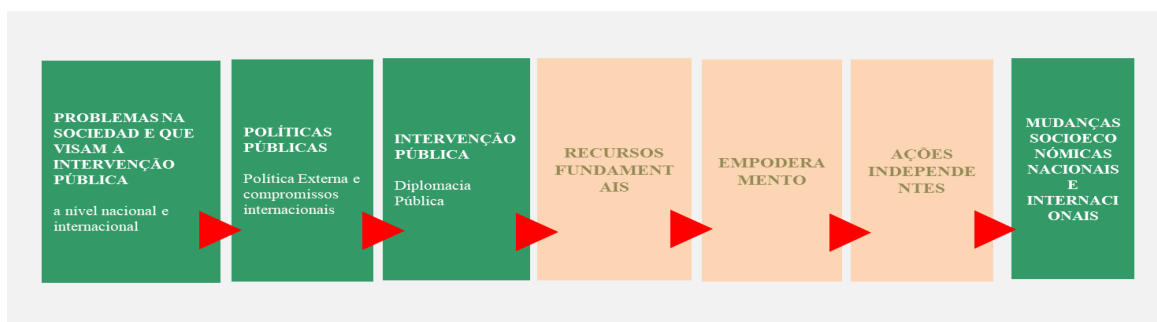 PROBLEMAS NA
SOCIEDAD E QUE
VISAM A
INTERVENÇÃO
PÚBLICA
a nível nacional e
internacional
POLÍTICAS
PÚBLICAS
Política Externa e
compromissos
internacionais
INTERVENÇÃO
PÚBLICA
Diplomacia
Pública
RECURSOS
FUNDAMENT
AIS
EMPODERA
MENTO
AÇÕES
INDEPENDE
NTES
MUDANÇAS
SOCIOECO
NÓMICAS
NACIONAIS
E
INTERNACI
ONAIS